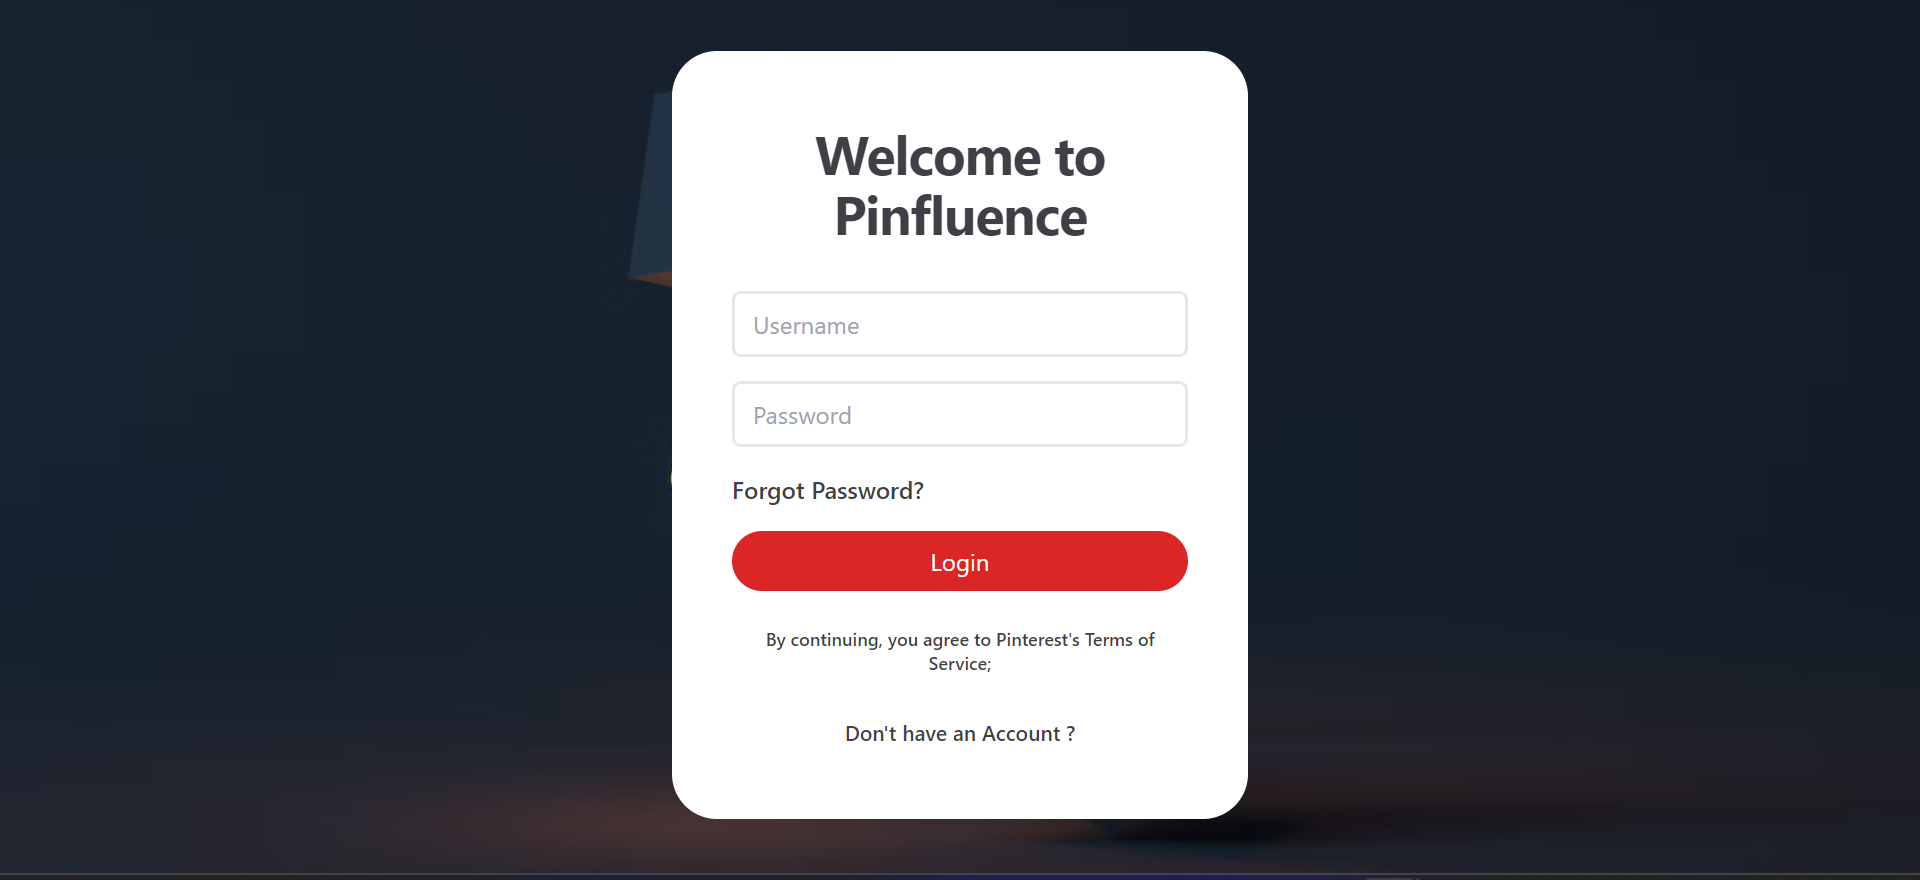 Welcome to
Pinfluence
Username
Password
Forgot Password?
Login
By continuing, you agree to Pinterest's Terms of
Service;
Don't have an Account ?